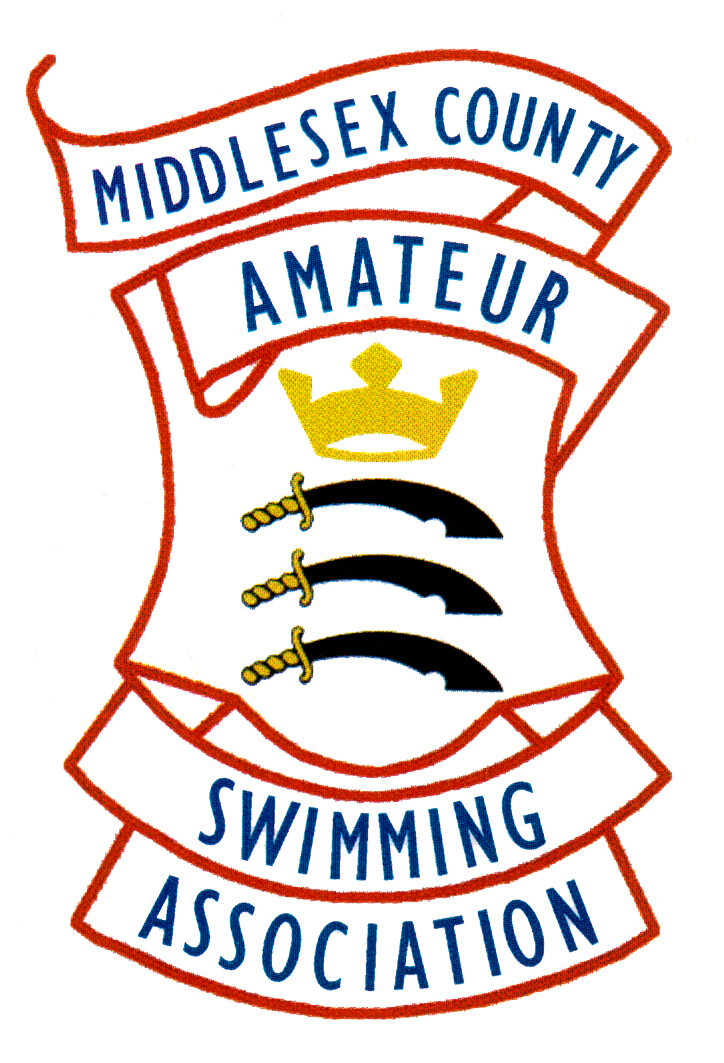 MIDDLESEX COUNTY
AMATEUR
SWIMMING
ASSOCIATION